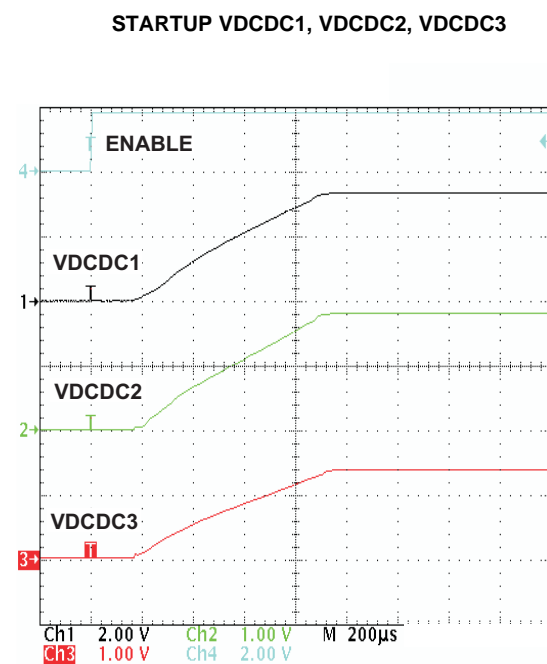 STARTUP VDCDC1, VDCDC2, VDCDC3
T ENABLE
4
VDCDC1
T
1
VDCDC2
T
2
VDCDC3
T
3
Ch1 2.00 V Ch2 1.00 V M 200µs
Ch3 1.00 V Ch4 2.00 V